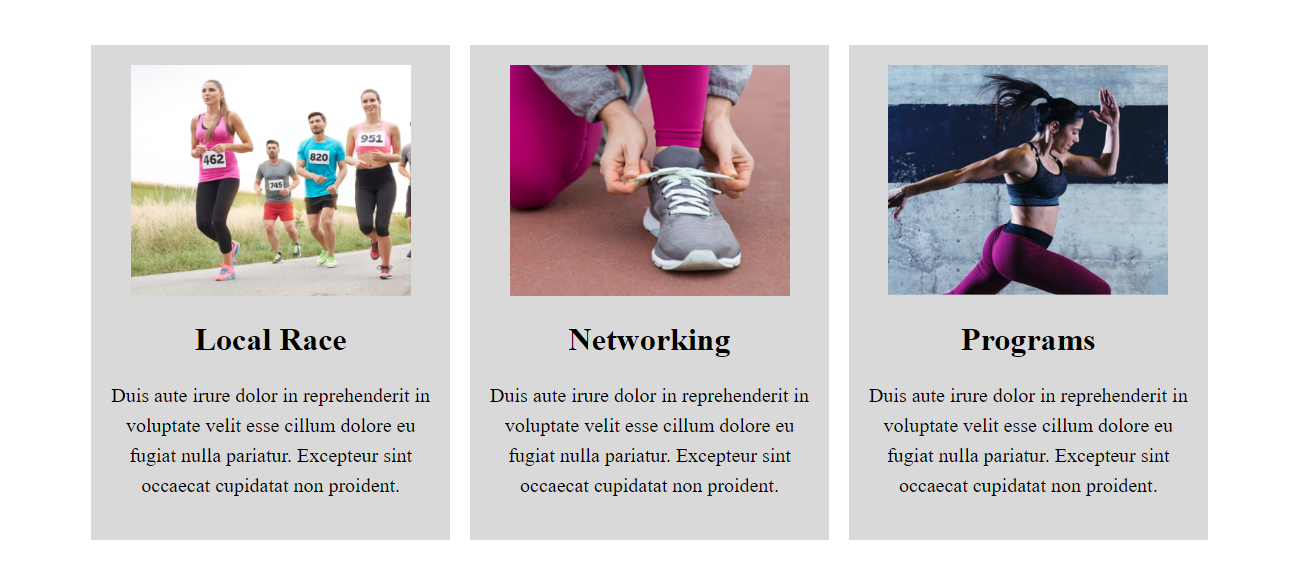 462
745
820
951
Local Race
Duis aute irure dolor in reprehenderit in
voluptate velit esse cillum dolore eu
fugiat nulla pariatur. Excepteur sint
occaecat cupidatat non proident.
Networking
Duis aute irure dolor in reprehenderit in
voluptate velit esse cillum dolore eu
fugiat nulla pariatur. Excepteur sint
occaecat cupidatat non proident.
Programs
Duis aute irure dolor in reprehenderit in
voluptate velit esse cillum dolore eu
fugiat nulla pariatur. Excepteur sint
occaecat cupidatat non proident.